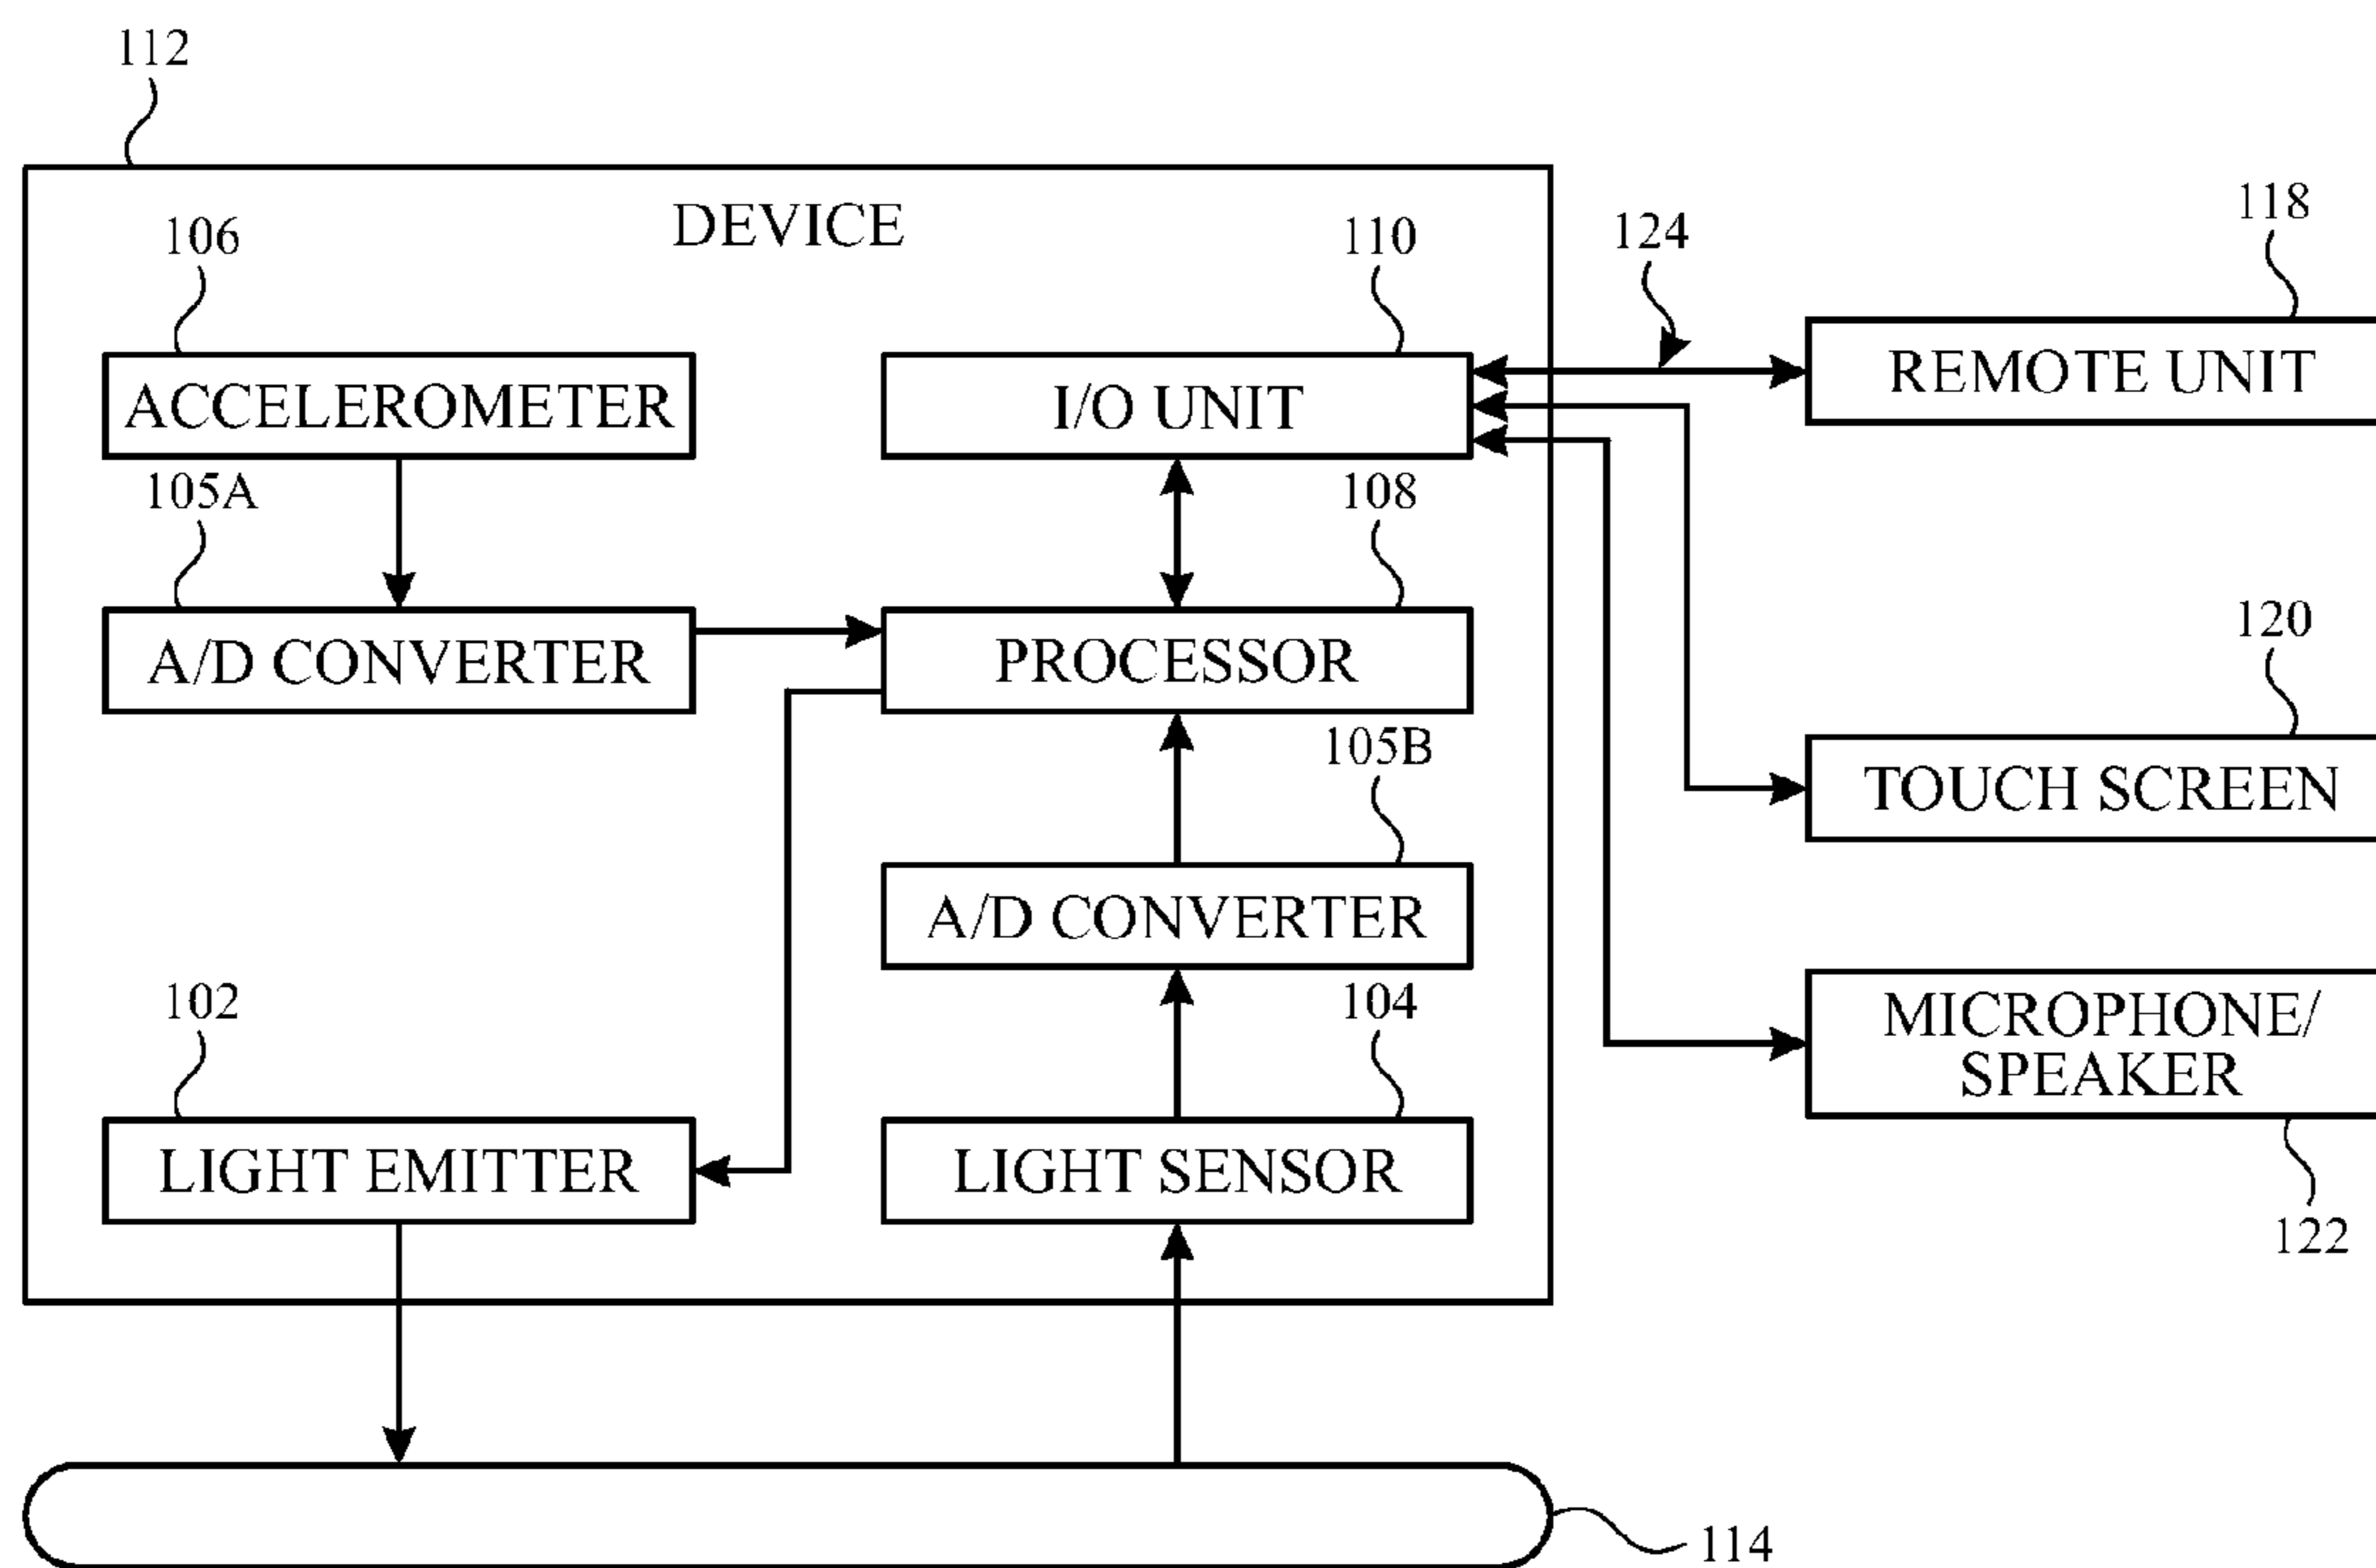 112
DEVICE
106
110
124
118
ACCELEROMETER
I/O UNIT
REMOTE UNIT
105A
108
A/D CONVERTER
PROCESSOR
120
105B
TOUCH SCREEN
A/D CONVERTER
102
104
MICROPHONE/
SPEAKER
LIGHT EMITTER
LIGHT SENSOR
122
114